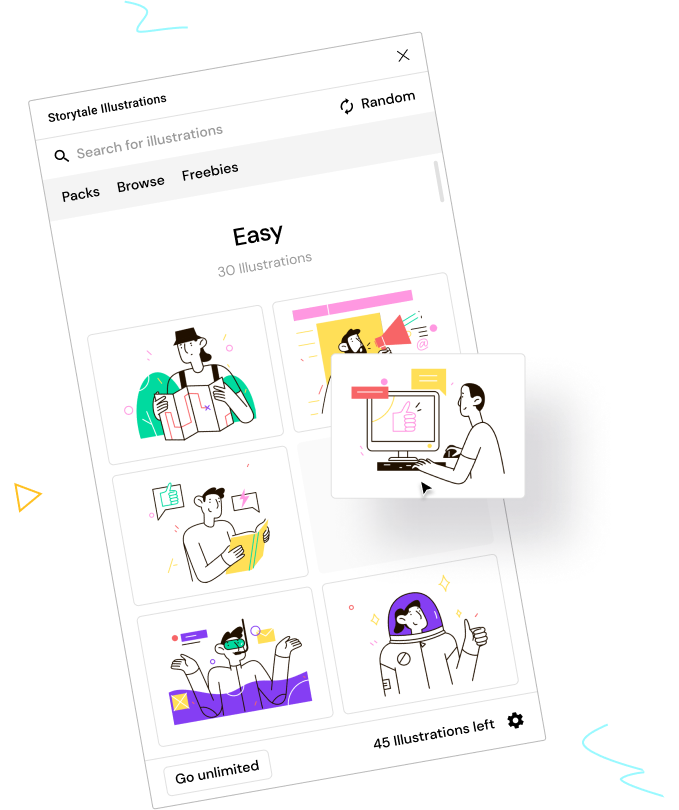 Storytale Illustrations
Search for illustrations
Random
Packs Browse Freebies
Easy
30 Illustrations
@
45 Illustrations left
Go unlimited